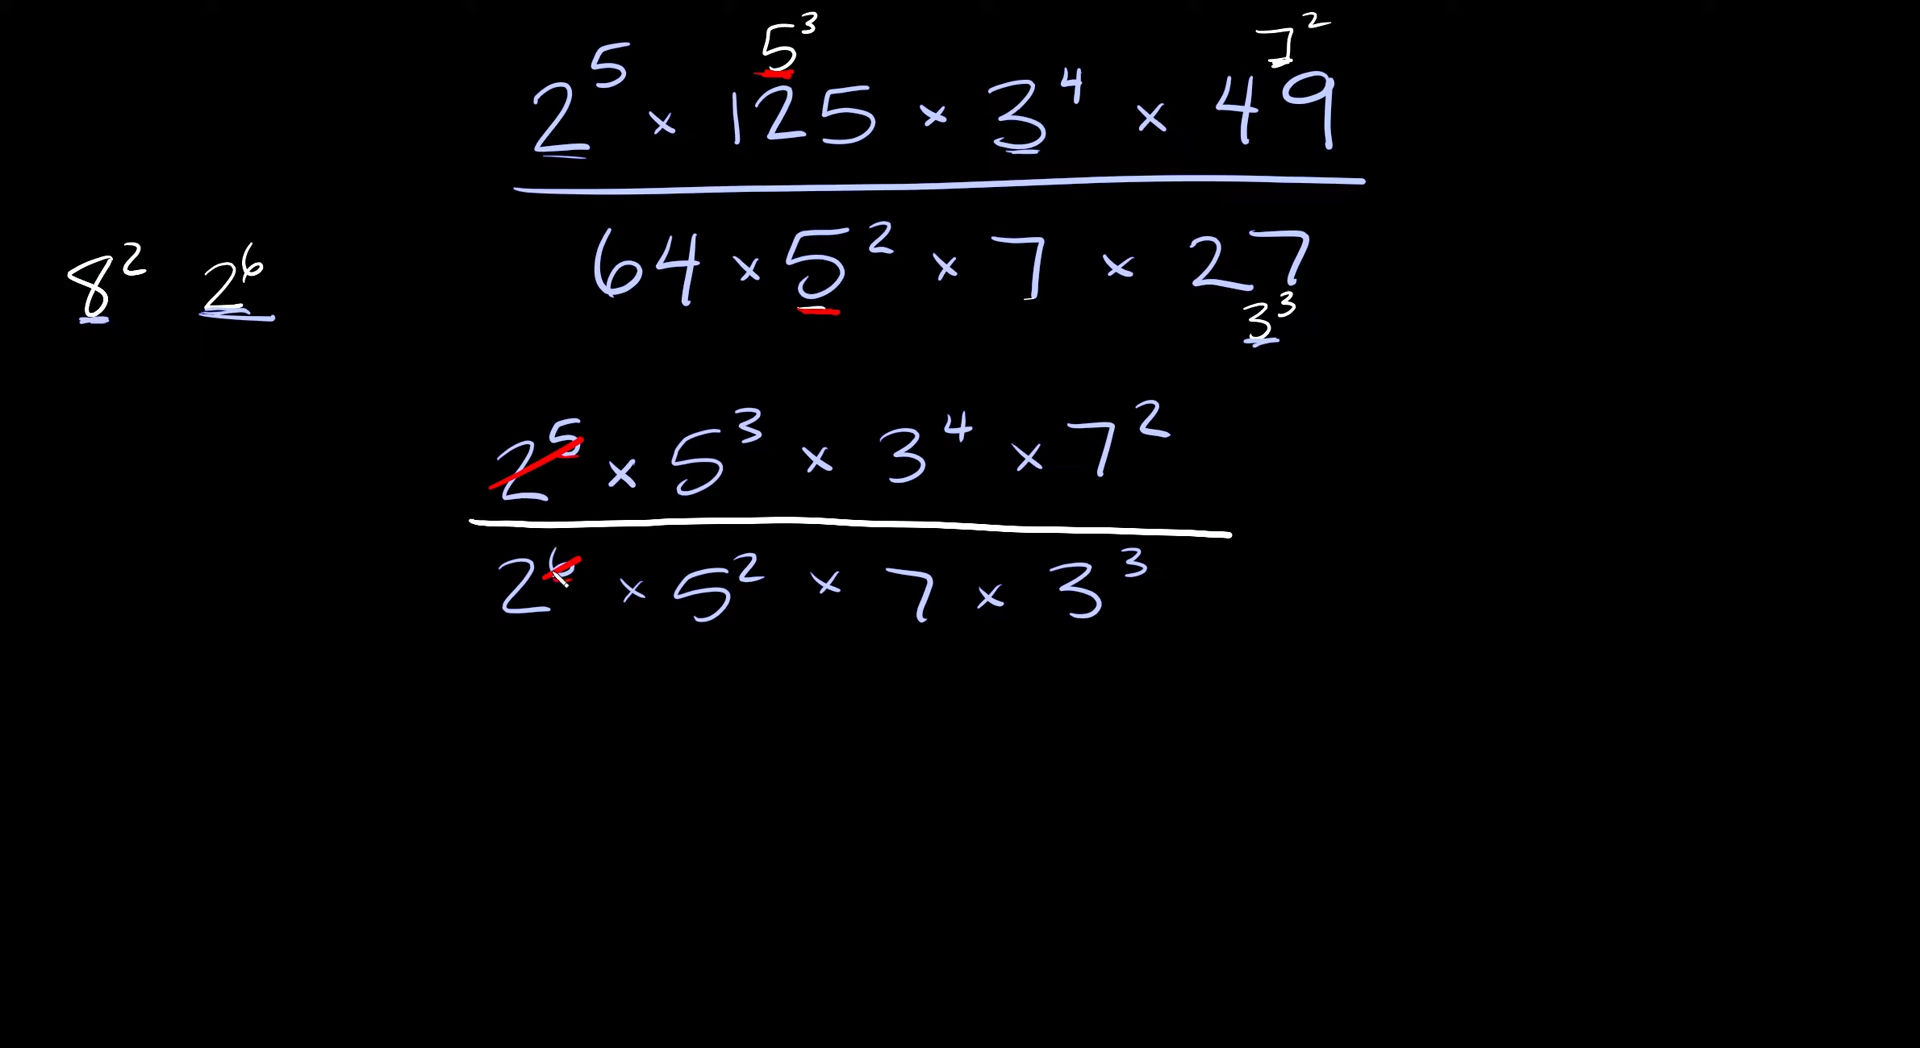 5³ 7²
2⁵ × 125 × 3⁴ × 49
64 × 5² × 7 × 27
8² 2⁶
3³
2⁵ × 5³ × 3⁴ × 7²
2⁶ × 5² × 7 × 3³